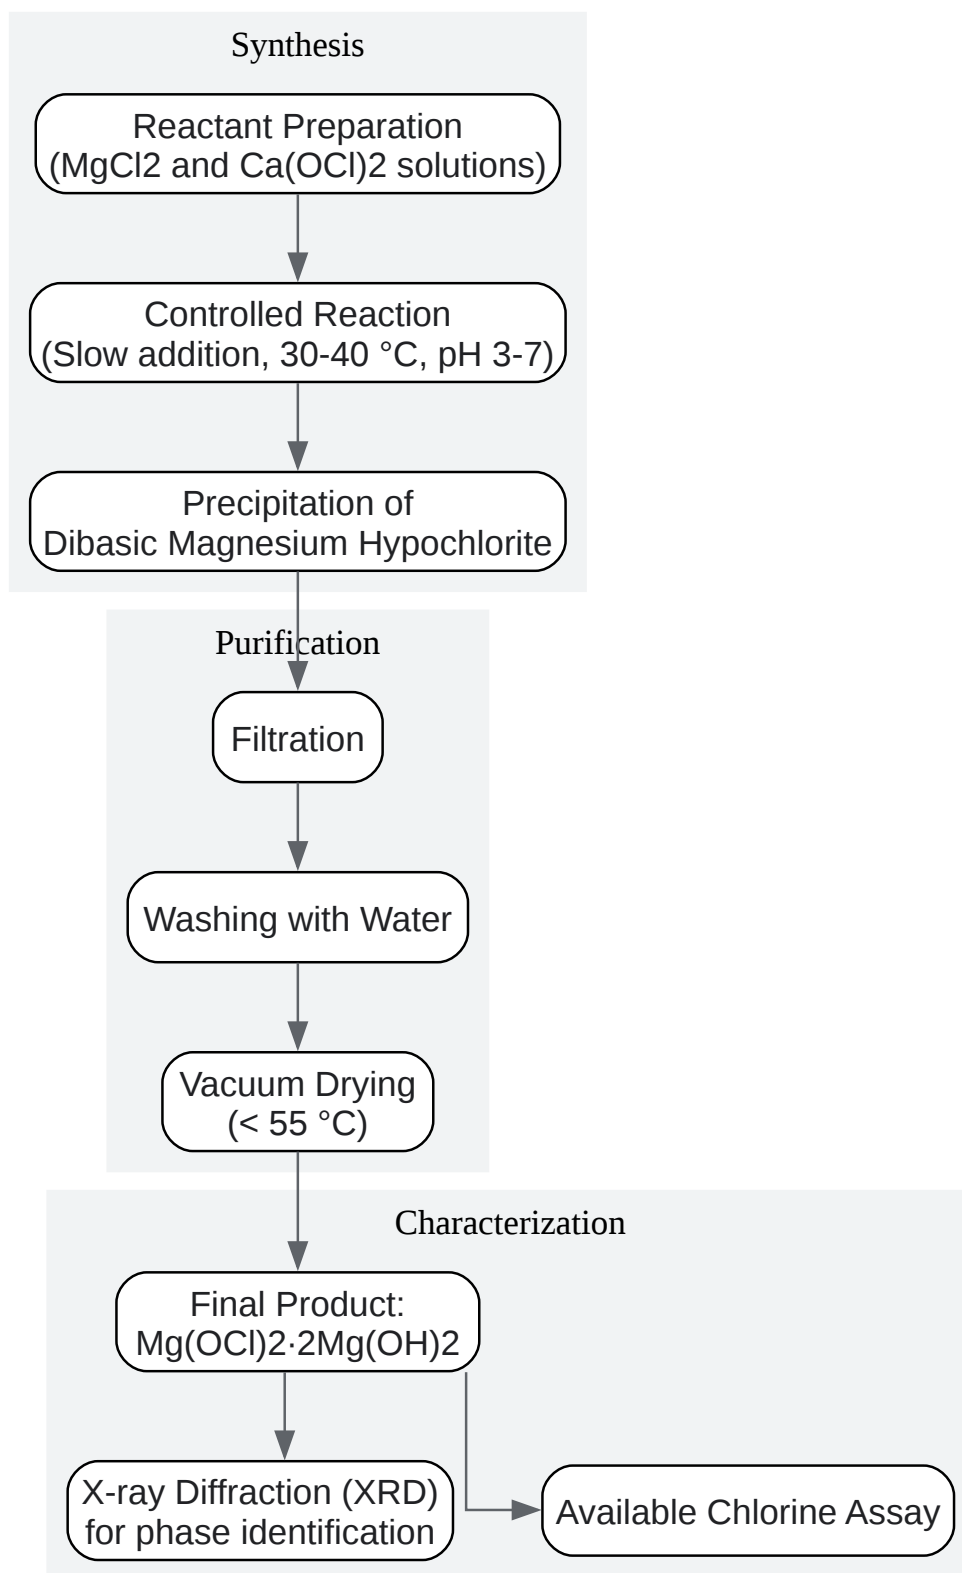 Synthesis
Reactant Preparation
(MgCl2 and Ca(OCl)2 solutions)
Controlled Reaction
(Slow addition, 30-40 °C, pH 3-7)
Precipitation of
Dibasic Magnesium Hypochlorite
Purification
Filtration
Washing with Water
Vacuum Drying
(< 55 °C)
Characterization
Final Product:
Mg(OCl)2·2Mg(OH)2
X-ray Diffraction (XRD)
for phase identification
Available Chlorine Assay